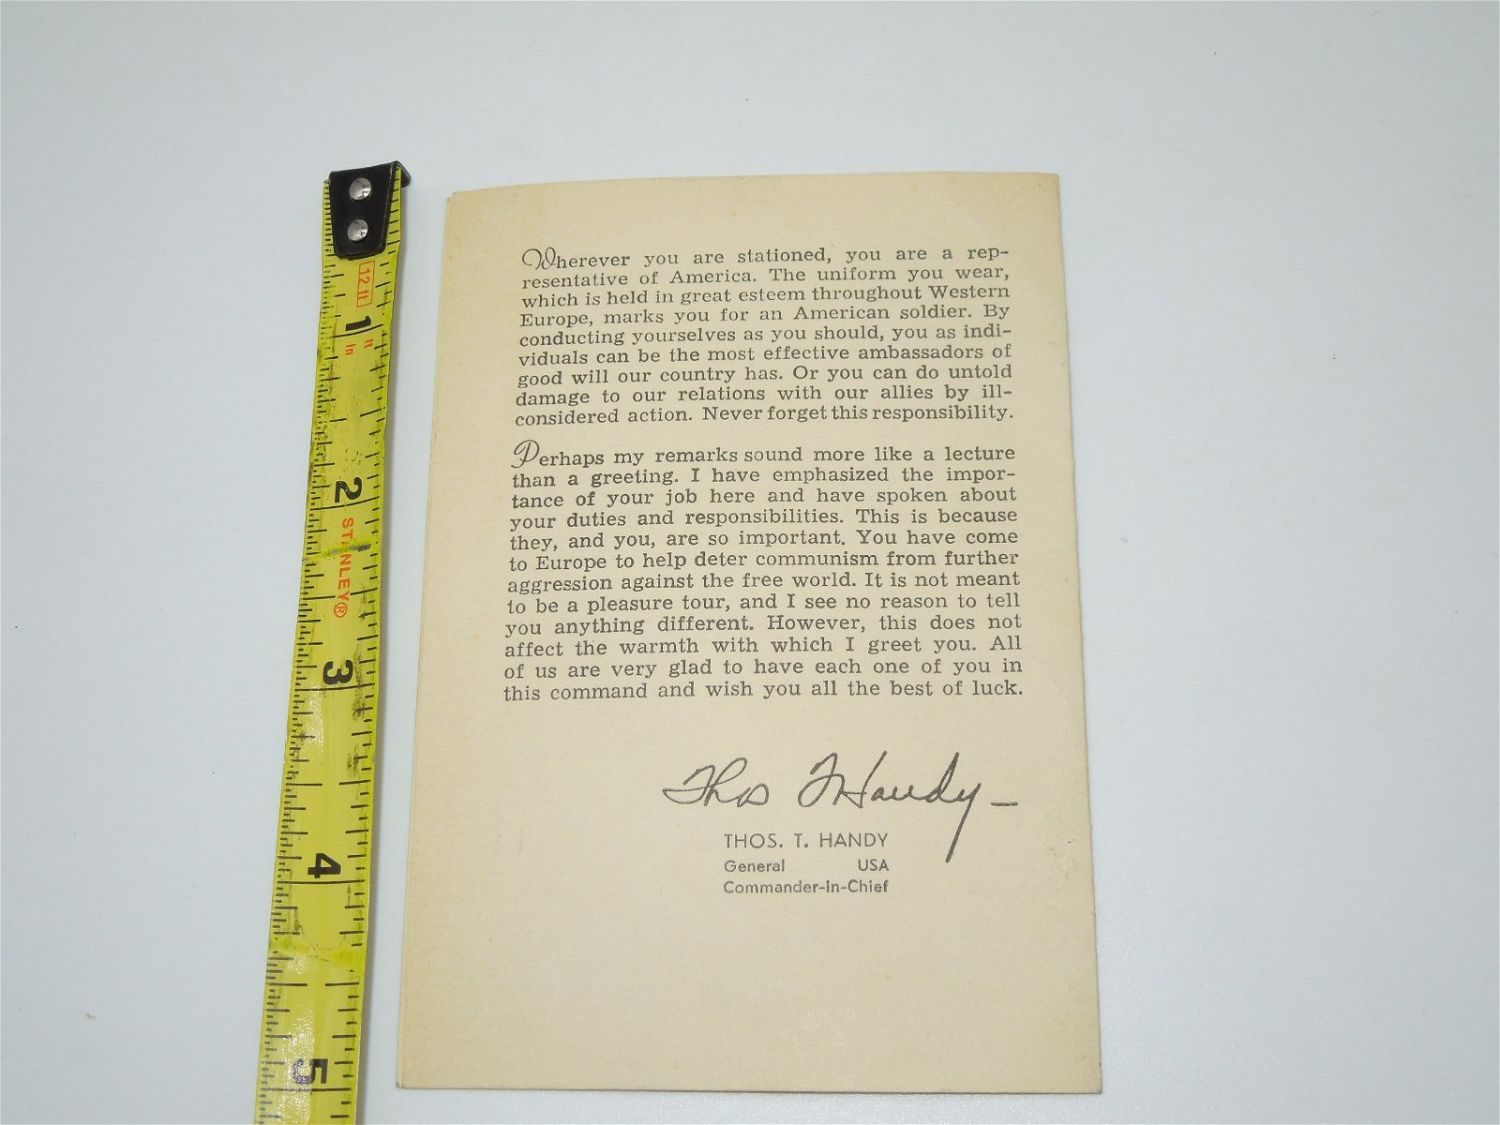 12 ft
1
ft
in
2
STANLEY®
3
4
5
Wherever you are stationed, you are a rep-
resentative of America. The uniform you wear,
which is held in great esteem throughout Western
Europe, marks you for an American soldier. By
conducting yourselves as you should, you as indi-
viduals can be the most effective ambassadors of
good will our country has. Or you can do untold
damage to our relations with our allies by ill-
considered action. Never forget this responsibility.
Perhaps my remarks sound more like a lecture
than a greeting. I have emphasized the impor-
tance of your job here and have spoken about
your duties and responsibilities. This is because
they, and you, are so important. You have come
to Europe to help deter communism from further
aggression against the free world. It is not meant
to be a pleasure tour, and I see no reason to tell
you anything different. However, this does not
affect the warmth with which I greet you. All
of us are very glad to have each one of you in
this command and wish you all the best of luck.
Thos T Handy –
THOS. T. HANDY
General USA
Commander-in-Chief